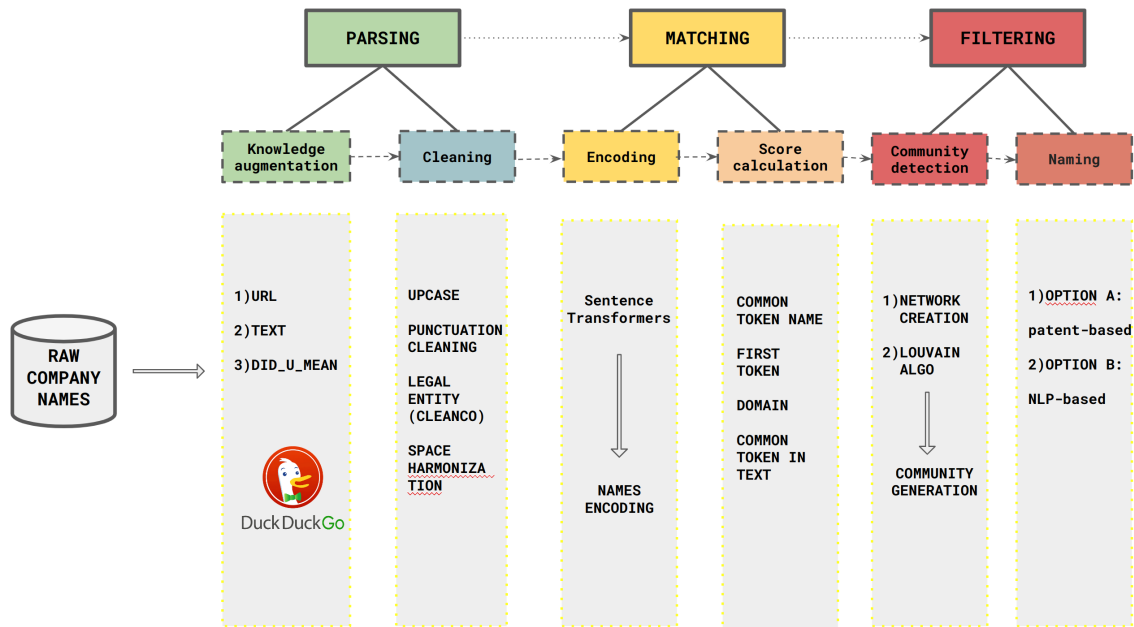 PARSING
MATCHING
FILTERING
Knowledge
augmentation
Cleaning
Encoding
Score
calculation
Community
detection
Naming
RAW
COMPANY
NAMES
1)URL
2)TEXT
3)DID_U_MEAN
DuckDuckGo
UPCASE
PUNCTUATION
CLEANING
LEGAL
ENTITY
(CLEANCO)
SPACE
HARMONIZA
TION
Sentence
Transformers
NAMES
ENCODING
COMMON
TOKEN NAME
FIRST
TOKEN
DOMAIN
COMMON
TOKEN IN
TEXT
1)NETWORK
CREATION
2)LOUVAIN
ALGO
COMMUNITY
GENERATION
1)OPTION A:
patent-based
2)OPTION B:
NLP-based